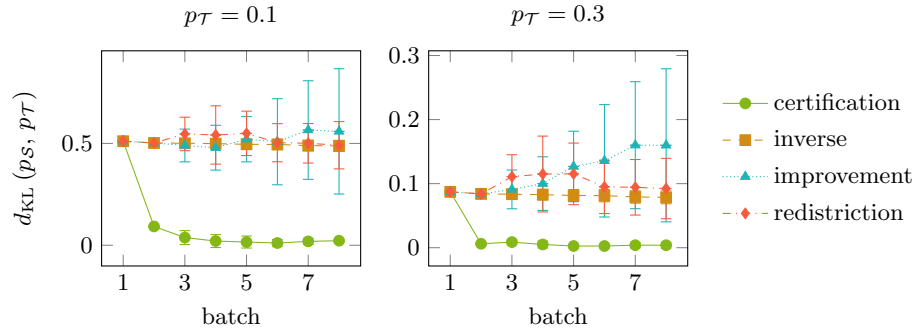 p_𝒯 = 0.1
p_𝒯 = 0.3
d_KL (p_S, p_𝒯)
0.5
0
1
3
5
7
batch
0.3
0.2
0.1
0
1
3
5
7
batch
certification
inverse
improvement
redistriction